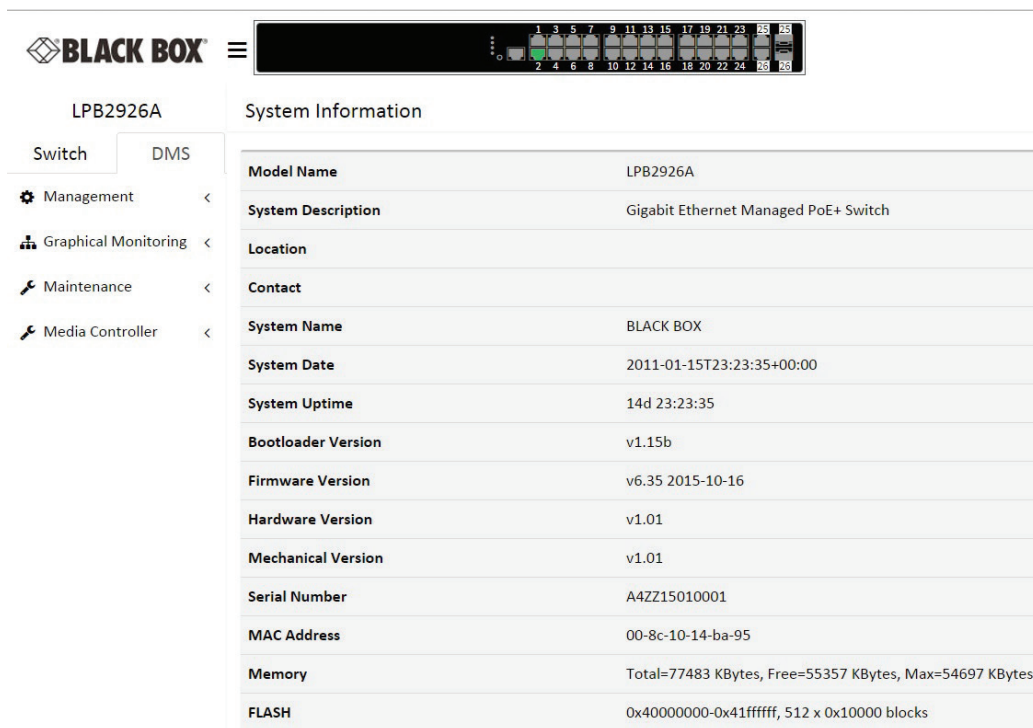 BLACK BOX®
1 3 5 7 9 11 13 15 17 19 21 23 25 25
2 4 6 8 10 12 14 16 18 20 22 24 26 26
LPB2926A
System Information
Switch DMS
Management
Graphical Monitoring
Maintenance
Media Controller
Model Name LPB2926A
System Description Gigabit Ethernet Managed PoE+ Switch
Location
Contact
System Name BLACK BOX
System Date 2011-01-15T23:23:35+00:00
System Uptime 14d 23:23:35
Bootloader Version v1.15b
Firmware Version v6.35 2015-10-16
Hardware Version v1.01
Mechanical Version v1.01
Serial Number A4ZZ15010001
MAC Address 00-8c-10-14-ba-95
Memory Total=77483 KBytes, Free=55357 KBytes, Max=54697 KBytes
FLASH 0x40000000-0x41ffffff, 512 x 0x10000 blocks